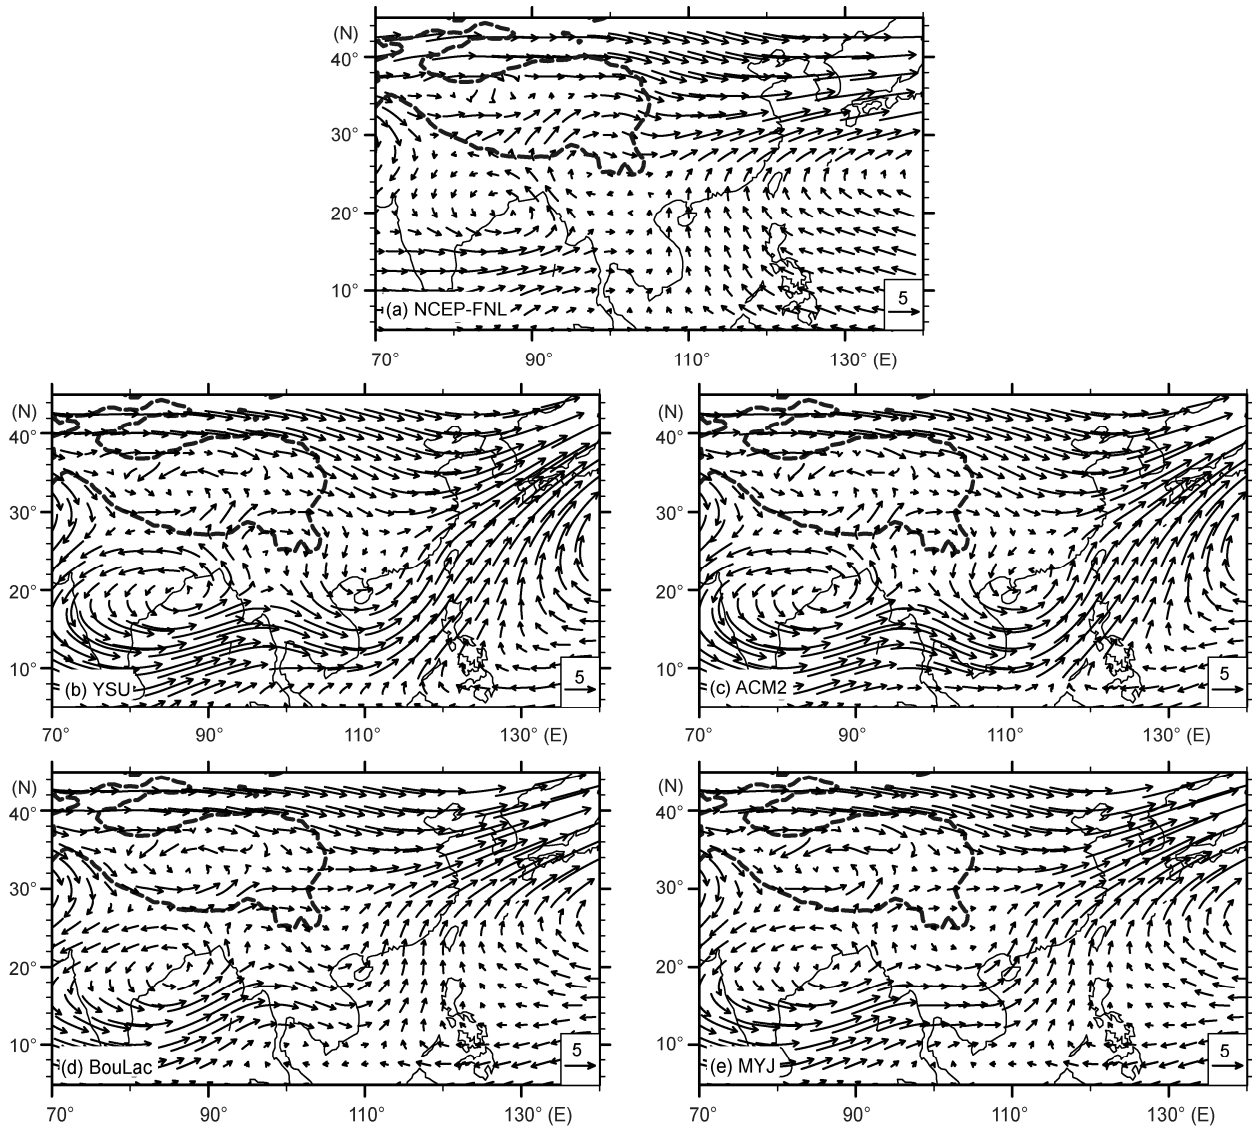 (N)
40°
30°
20°
10°
(a) NCEP-FNL
5
70° 90° 110° 130° (E)
(N) (N)
40° 40°
30° 30°
20° 20°
10° 10°
(b) YSU 5 (c) ACM2 5
70° 90° 110° 130° (E) 70° 90° 110° 130° (E)
(N) (N)
40° 40°
30° 30°
20° 20°
10° 10°
(d) BouLac 5 (e) MYJ 5
70° 90° 110° 130° (E) 70° 90° 110° 130° (E)